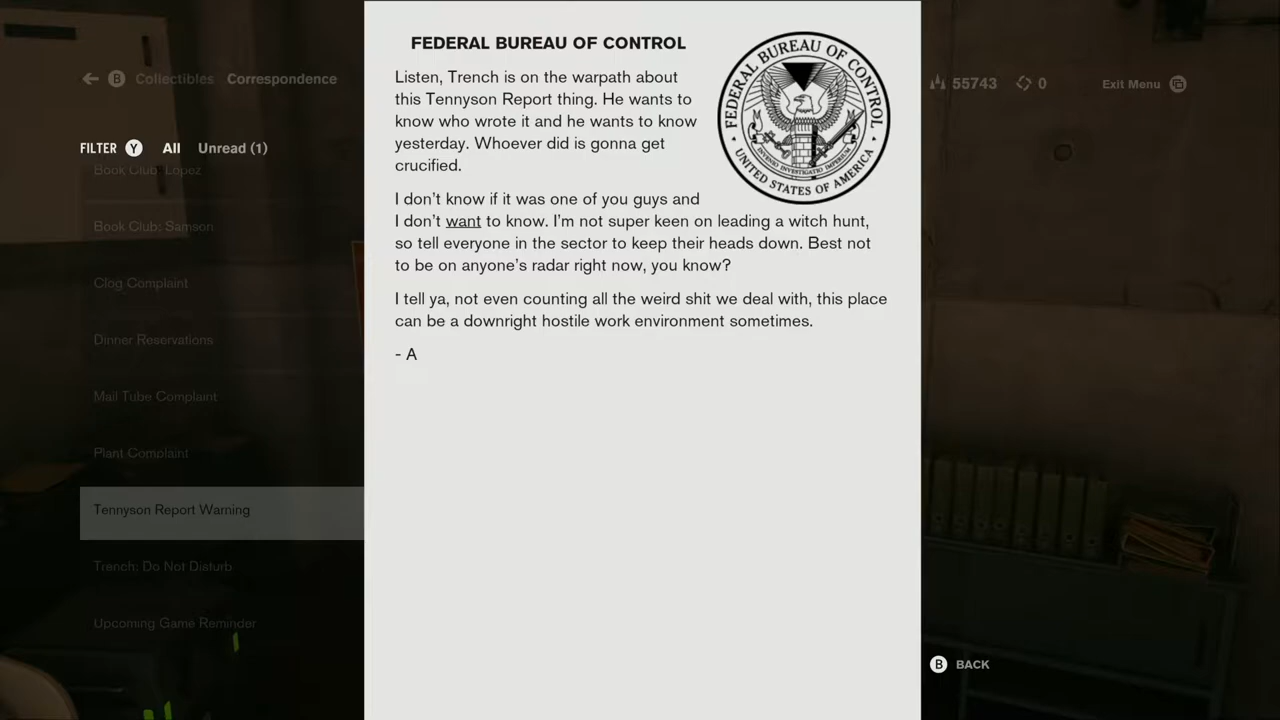 B Collectibles Correspondence
55743 0
Exit Menu
FILTER Y All Unread (1)
Book Club: Lopez
Book Club: Samson
Clog Complaint
Dinner Reservations
Mail Tube Complaint
Plant Complaint
Tennyson Report Warning
Trench: Do Not Disturb
Upcoming Game Reminder
FEDERAL BUREAU OF CONTROL
Listen, Trench is on the warpath about
this Tennyson Report thing. He wants to
know who wrote it and he wants to know
yesterday. Whoever did is gonna get
crucified.
I don’t know if it was one of you guys and
I don’t want to know. I’m not super keen on leading a witch hunt,
so tell everyone in the sector to keep their heads down. Best not
to be on anyone’s radar right now, you know?
I tell ya, not even counting all the weird shit we deal with, this place
can be a downright hostile work environment sometimes.
- A
FEDERAL BUREAU OF CONTROL
INVENIO INVESTIGATIO IMPERIUM
UNITED STATES OF AMERICA
B BACK